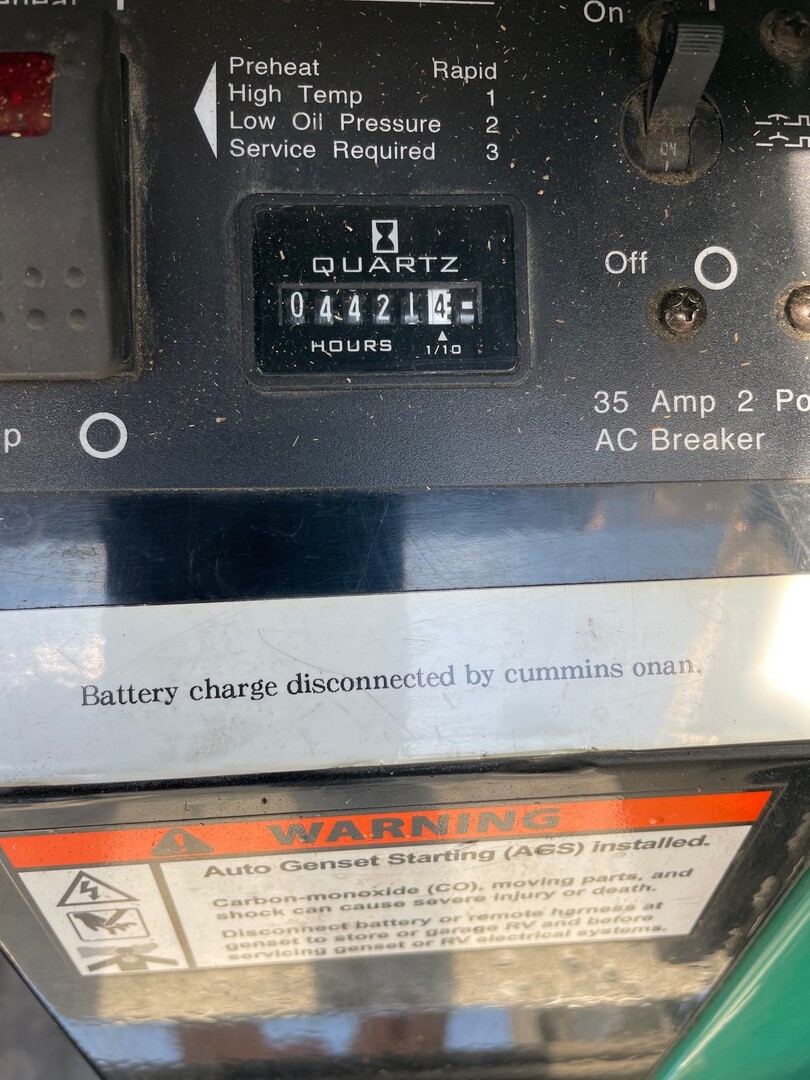 On
Preheat Rapid
High Temp 1
Low Oil Pressure 2
Service Required 3
ON
QUARTZ
044214
HOURS 1/10
Off
35 Amp 2
AC Breaker
Battery charge disconnected by cummins onan.
WARNING
Auto Genset Starting (AGS) installed.
Carbon-monoxide (CO), moving parts, and
shock can cause severe injury or death.
Disconnect battery or remote harness at
genset to store or garage RV and before
servicing genset or RV electrical systems.